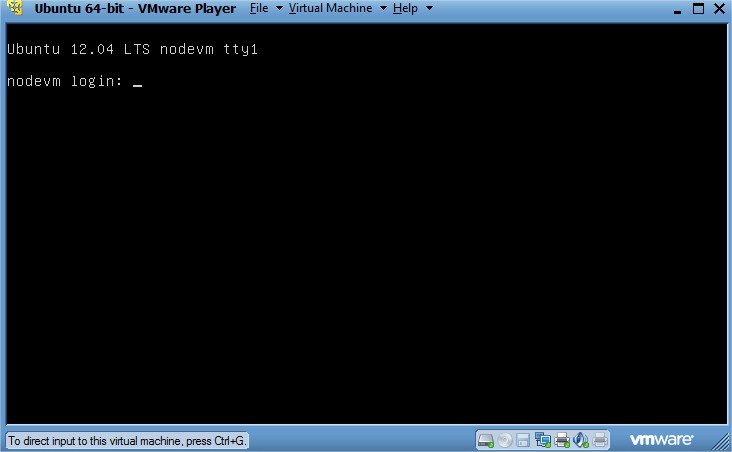 Ubuntu 64-bit - VMware Player File Virtual Machine Help
Ubuntu 12.04 LTS nodevm tty1
nodevm login: _
To direct input to this virtual machine, press Ctrl+G.
vmware